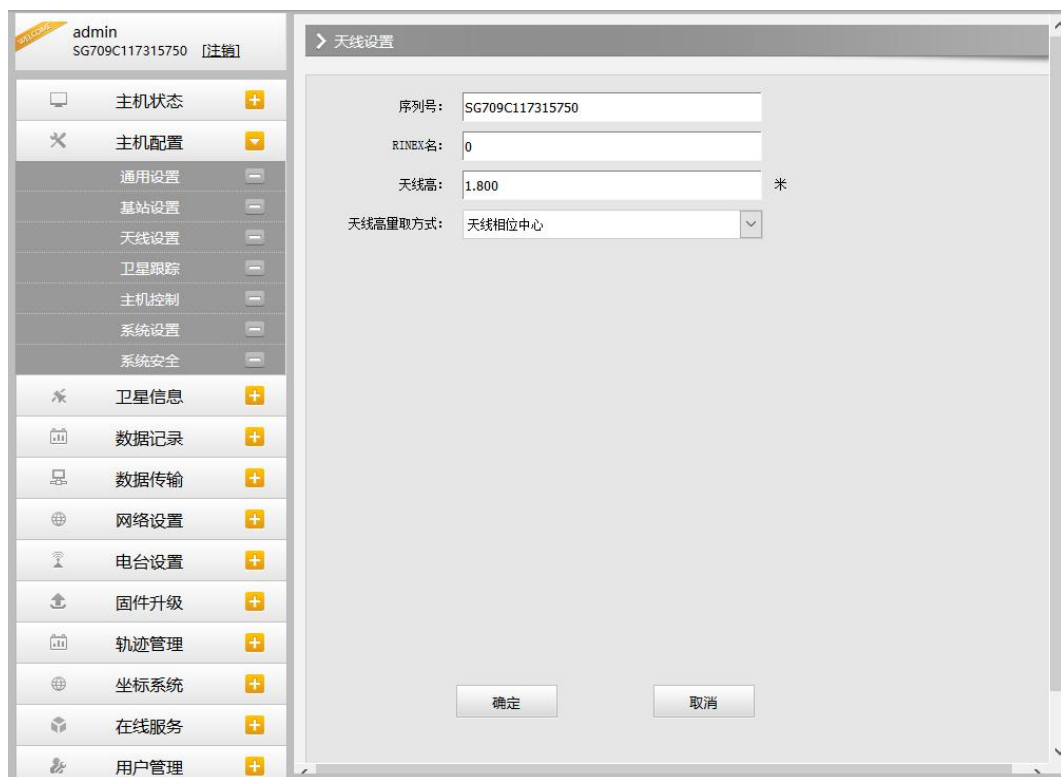 WELCOME
admin
SG709C117315750 [注销]
主机状态
主机配置
通用设置
基站设置
天线设置
卫星跟踪
主机控制
系统设置
系统安全
卫星信息
数据记录
数据传输
网络设置
电台设置
固件升级
轨迹管理
坐标系统
在线服务
用户管理
天线设置
序列号: SG709C117315750
RINEX名: 0
天线高: 1.800 米
天线高量取方式: 天线相位中心
确定 取消